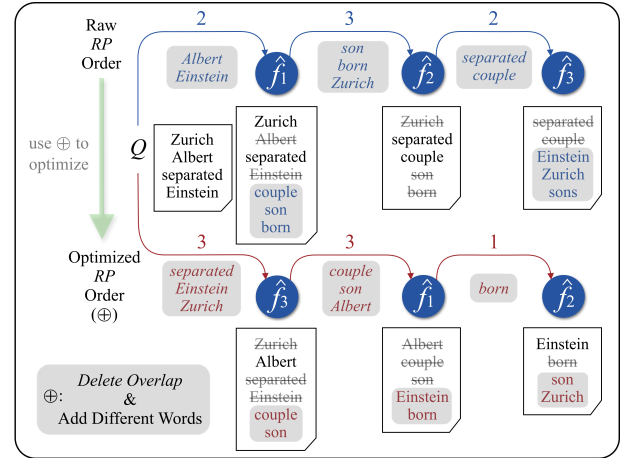 Raw
RP
Order
2
3
2
Albert
Einstein
f̂1
son
born
Zurich
f̂2
separated
couple
f̂3
use ⊕ to
optimize
Q
Zurich
Albert
separated
Einstein
Zurich
Albert
separated
Einstein
couple
son
born
Zurich
separated
couple
son
born
separated
couple
Einstein
Zurich
sons
Optimized
RP
Order
(⊕)
3
3
1
separated
Einstein
Zurich
f̂3
couple
son
Albert
f̂1
born
f̂2
Zurich
Albert
separated
Einstein
couple
son
Albert
couple
son
Einstein
born
Einstein
born
son
Zurich
⊕: Delete Overlap
&
Add Different Words